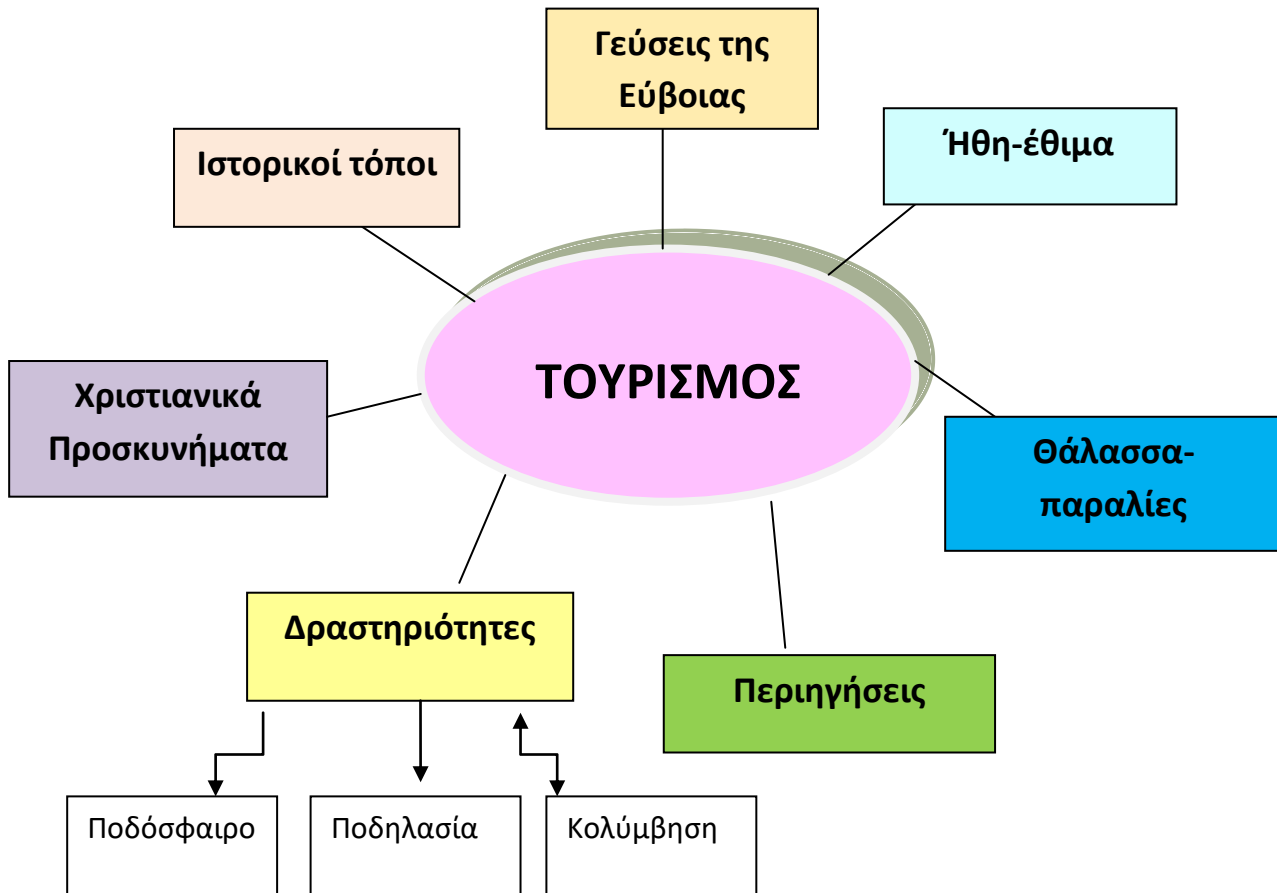 Γεύσεις της
Εύβοιας
Ιστορικοί τόποι
Ήθη-έθιμα
ΤΟΥΡΙΣΜΟΣ
Χριστιανικά
Προσκυνήματα
Θάλασσα-
παραλίες
Δραστηριότητες
Περιηγήσεις
Ποδόσφαιρο
Ποδηλασία
Κολύμβηση